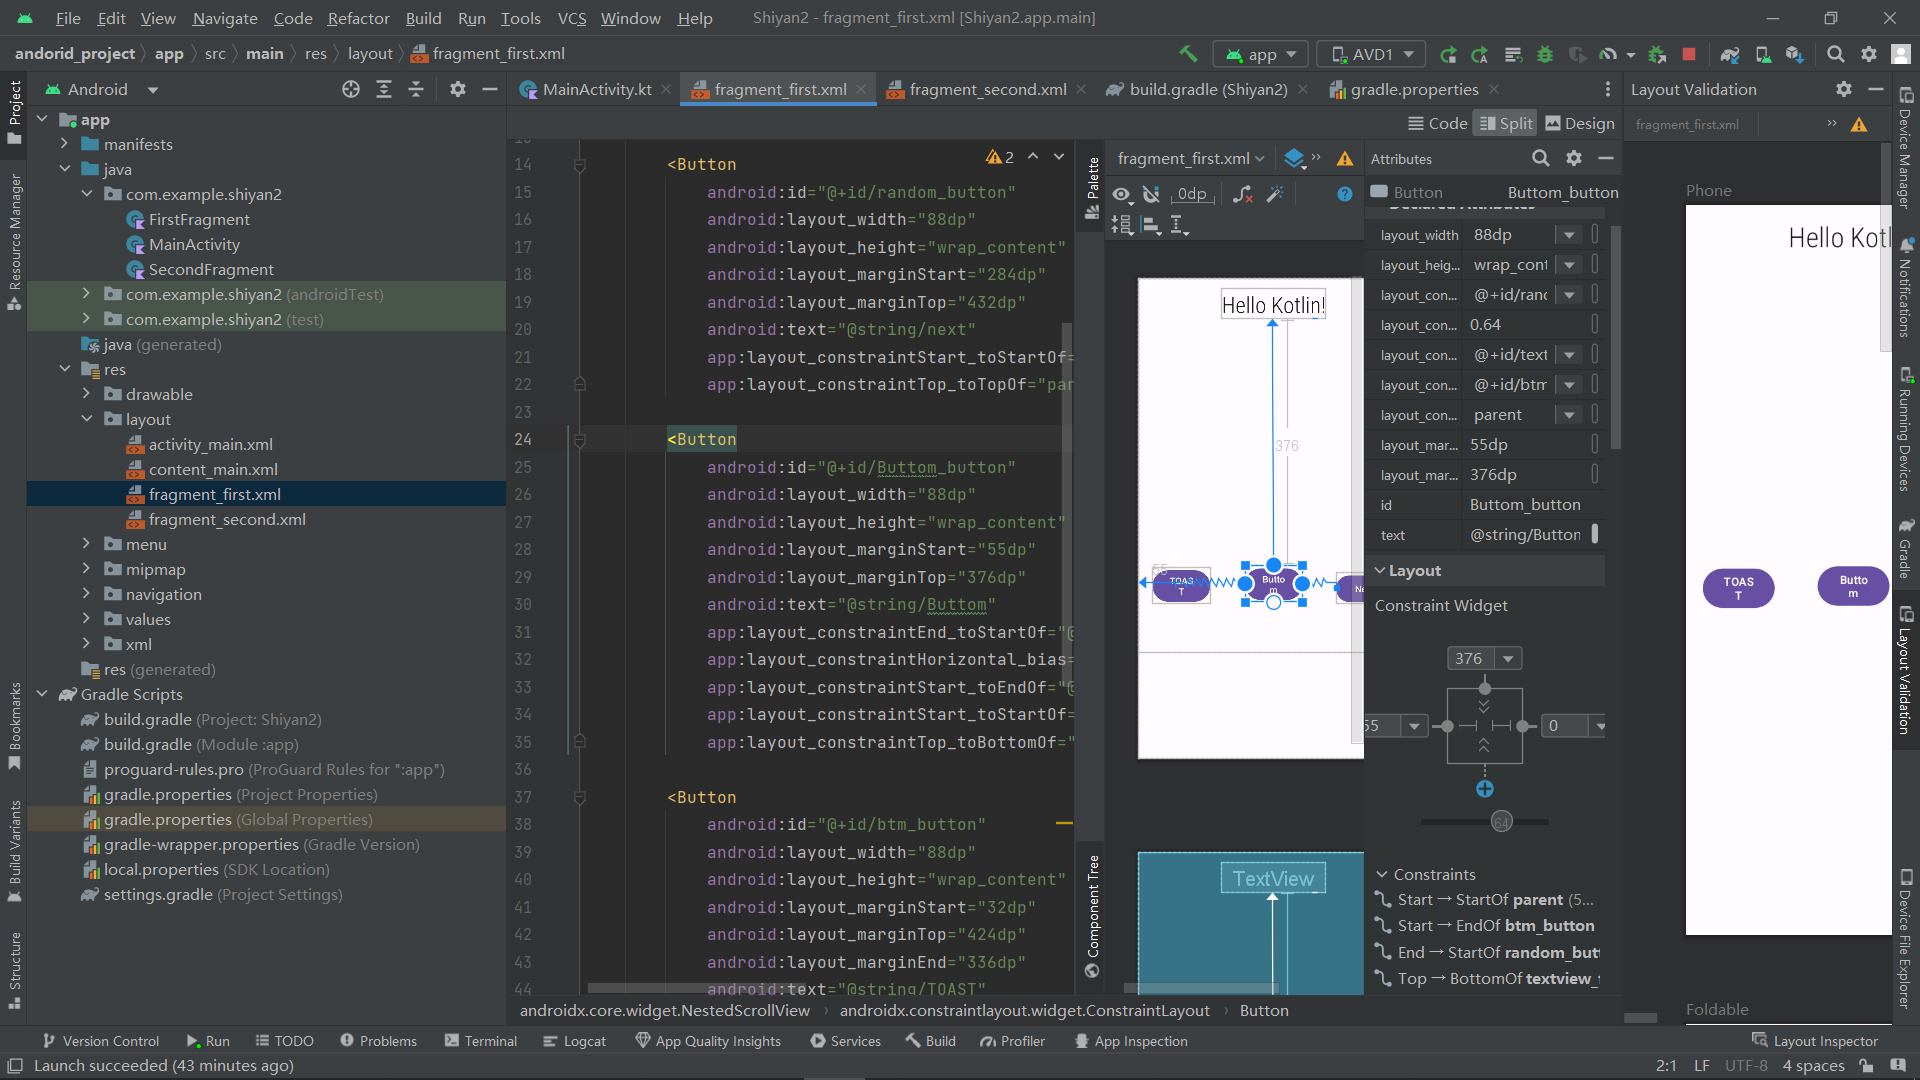 File Edit View Navigate Code Refactor Build Run Tools VCS Window Help Shiyan2 - fragment_first.xml [Shiyan2.app.main]
andorid_project app src main res layout fragment_first.xml
app AVD1
Project
Resource Manager
Bookmarks
Build Variants
Structure
Android
app
manifests
java
com.example.shiyan2
FirstFragment
MainActivity
SecondFragment
com.example.shiyan2 (androidTest)
com.example.shiyan2 (test)
java (generated)
res
drawable
layout
activity_main.xml
content_main.xml
fragment_first.xml
fragment_second.xml
menu
mipmap
navigation
values
xml
res (generated)
Gradle Scripts
build.gradle (Project: Shiyan2)
build.gradle (Module :app)
proguard-rules.pro (ProGuard Rules for ":app")
gradle.properties (Project Properties)
gradle.properties (Global Properties)
gradle-wrapper.properties (Gradle Version)
local.properties (SDK Location)
settings.gradle (Project Settings)
MainActivity.kt fragment_first.xml fragment_second.xml build.gradle (Shiyan2) gradle.properties
Code Split Design
2
14 <Button
15 android:id="@+id/random_button"
16 android:layout_width="88dp"
17 android:layout_height="wrap_content"
18 android:layout_marginStart="284dp"
19 android:layout_marginTop="432dp"
20 android:text="@string/next"
21 app:layout_constraintStart_toStartOf=
22 app:layout_constraintTop_toTopOf="par
23
24 <Button
25 android:id="@+id/Buttom_button"
26 android:layout_width="88dp"
27 android:layout_height="wrap_content"
28 android:layout_marginStart="55dp"
29 android:layout_marginTop="376dp"
30 android:text="@string/Buttom"
31 app:layout_constraintEnd_toStartOf="@
32 app:layout_constraintHorizontal_bias=
33 app:layout_constraintStart_toEndOf="@
34 app:layout_constraintStart_toStartOf=
35 app:layout_constraintTop_toBottomOf="
36
37 <Button
38 android:id="@+id/btm_button"
39 android:layout_width="88dp"
40 android:layout_height="wrap_content"
41 android:layout_marginStart="32dp"
42 android:layout_marginTop="424dp"
43 android:layout_marginEnd="336dp"
44 android:text="@string/TOAST"
androidx.core.widget.NestedScrollView androidx.constraintlayout.widget.ConstraintLayout Button
Palette
Component Tree
fragment_first.xml
0dp
Hello Kotlin!
376
55
TOAS
T
Butto
m
Ne
TextView
Attributes
Button Buttom_button
Declared Attributes
layout_width 88dp
layout_heig... wrap_cont
layout_con... @+id/ranc
layout_con... 0.64
layout_con... @+id/text
layout_con... @+id/btm
layout_con... parent
layout_mar... 55dp
layout_mar... 376dp
id Buttom_button
text @string/Button
Layout
Constraint Widget
376
55
0
64
Constraints
Start → StartOf parent (5...
Start → EndOf btm_button
End → StartOf random_butt
Top → BottomOf textview_
Layout Validation
fragment_first.xml
Phone
Hello Kotl
TOAS
T
Butto
m
Foldable
Device Manager
Notifications
Running Devices
Gradle
Layout Validation
Device File Explorer
Version Control Run TODO Problems Terminal Logcat App Quality Insights Services Build Profiler App Inspection Layout Inspector
Launch succeeded (43 minutes ago) 2:1 LF UTF-8 4 spaces